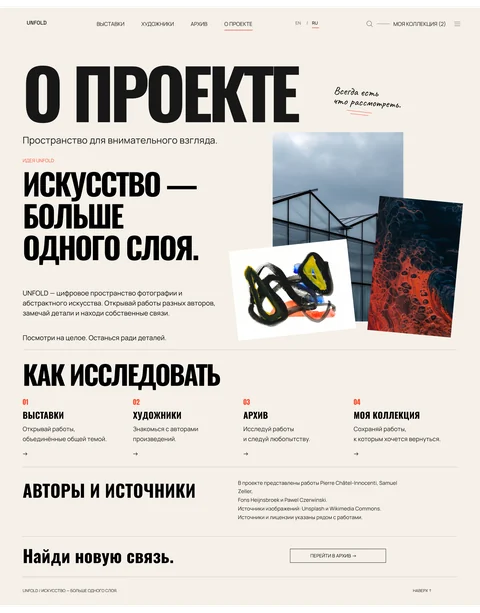 UNFOLD
ВЫСТАВКИ ХУДОЖНИКИ АРХИВ О ПРОЕКТЕ
EN / RU
МОЯ КОЛЛЕКЦИЯ (2)
О ПРОЕКТЕ
Всегда есть
что рассмотреть.
Пространство для внимательного взгляда.
ИДЕЯ UNFOLD
ИСКУССТВО —
БОЛЬШЕ
ОДНОГО СЛОЯ.
UNFOLD — цифровое пространство фотографии и
абстрактного искусства. Открывай работы разных авторов,
замечай детали и находи собственные связи.
Посмотри на целое. Останься ради деталей.
КАК ИССЛЕДОВАТЬ
01
ВЫСТАВКИ
Открывай работы,
объединённые общей темой.
→
02
ХУДОЖНИКИ
Знакомься с авторами
произведений.
→
03
АРХИВ
Исследуй работы
и следуй любопытству.
→
04
МОЯ КОЛЛЕКЦИЯ
Сохраняй работы,
к которым хочется вернуться.
→
АВТОРЫ И ИСТОЧНИКИ
В проекте представлены работы Pierre Châtel-Innocenti, Samuel
Zeller,
Fons Heijnsbroek и Pawel Czerwinski.
Источники изображений: Unsplash и Wikimedia Commons.
Источники и лицензии указаны рядом с работами.
Найди новую связь.
ПЕРЕЙТИ В АРХИВ →
UNFOLD / ИСКУССТВО — БОЛЬШЕ ОДНОГО СЛОЯ.
НАВЕРХ ↑